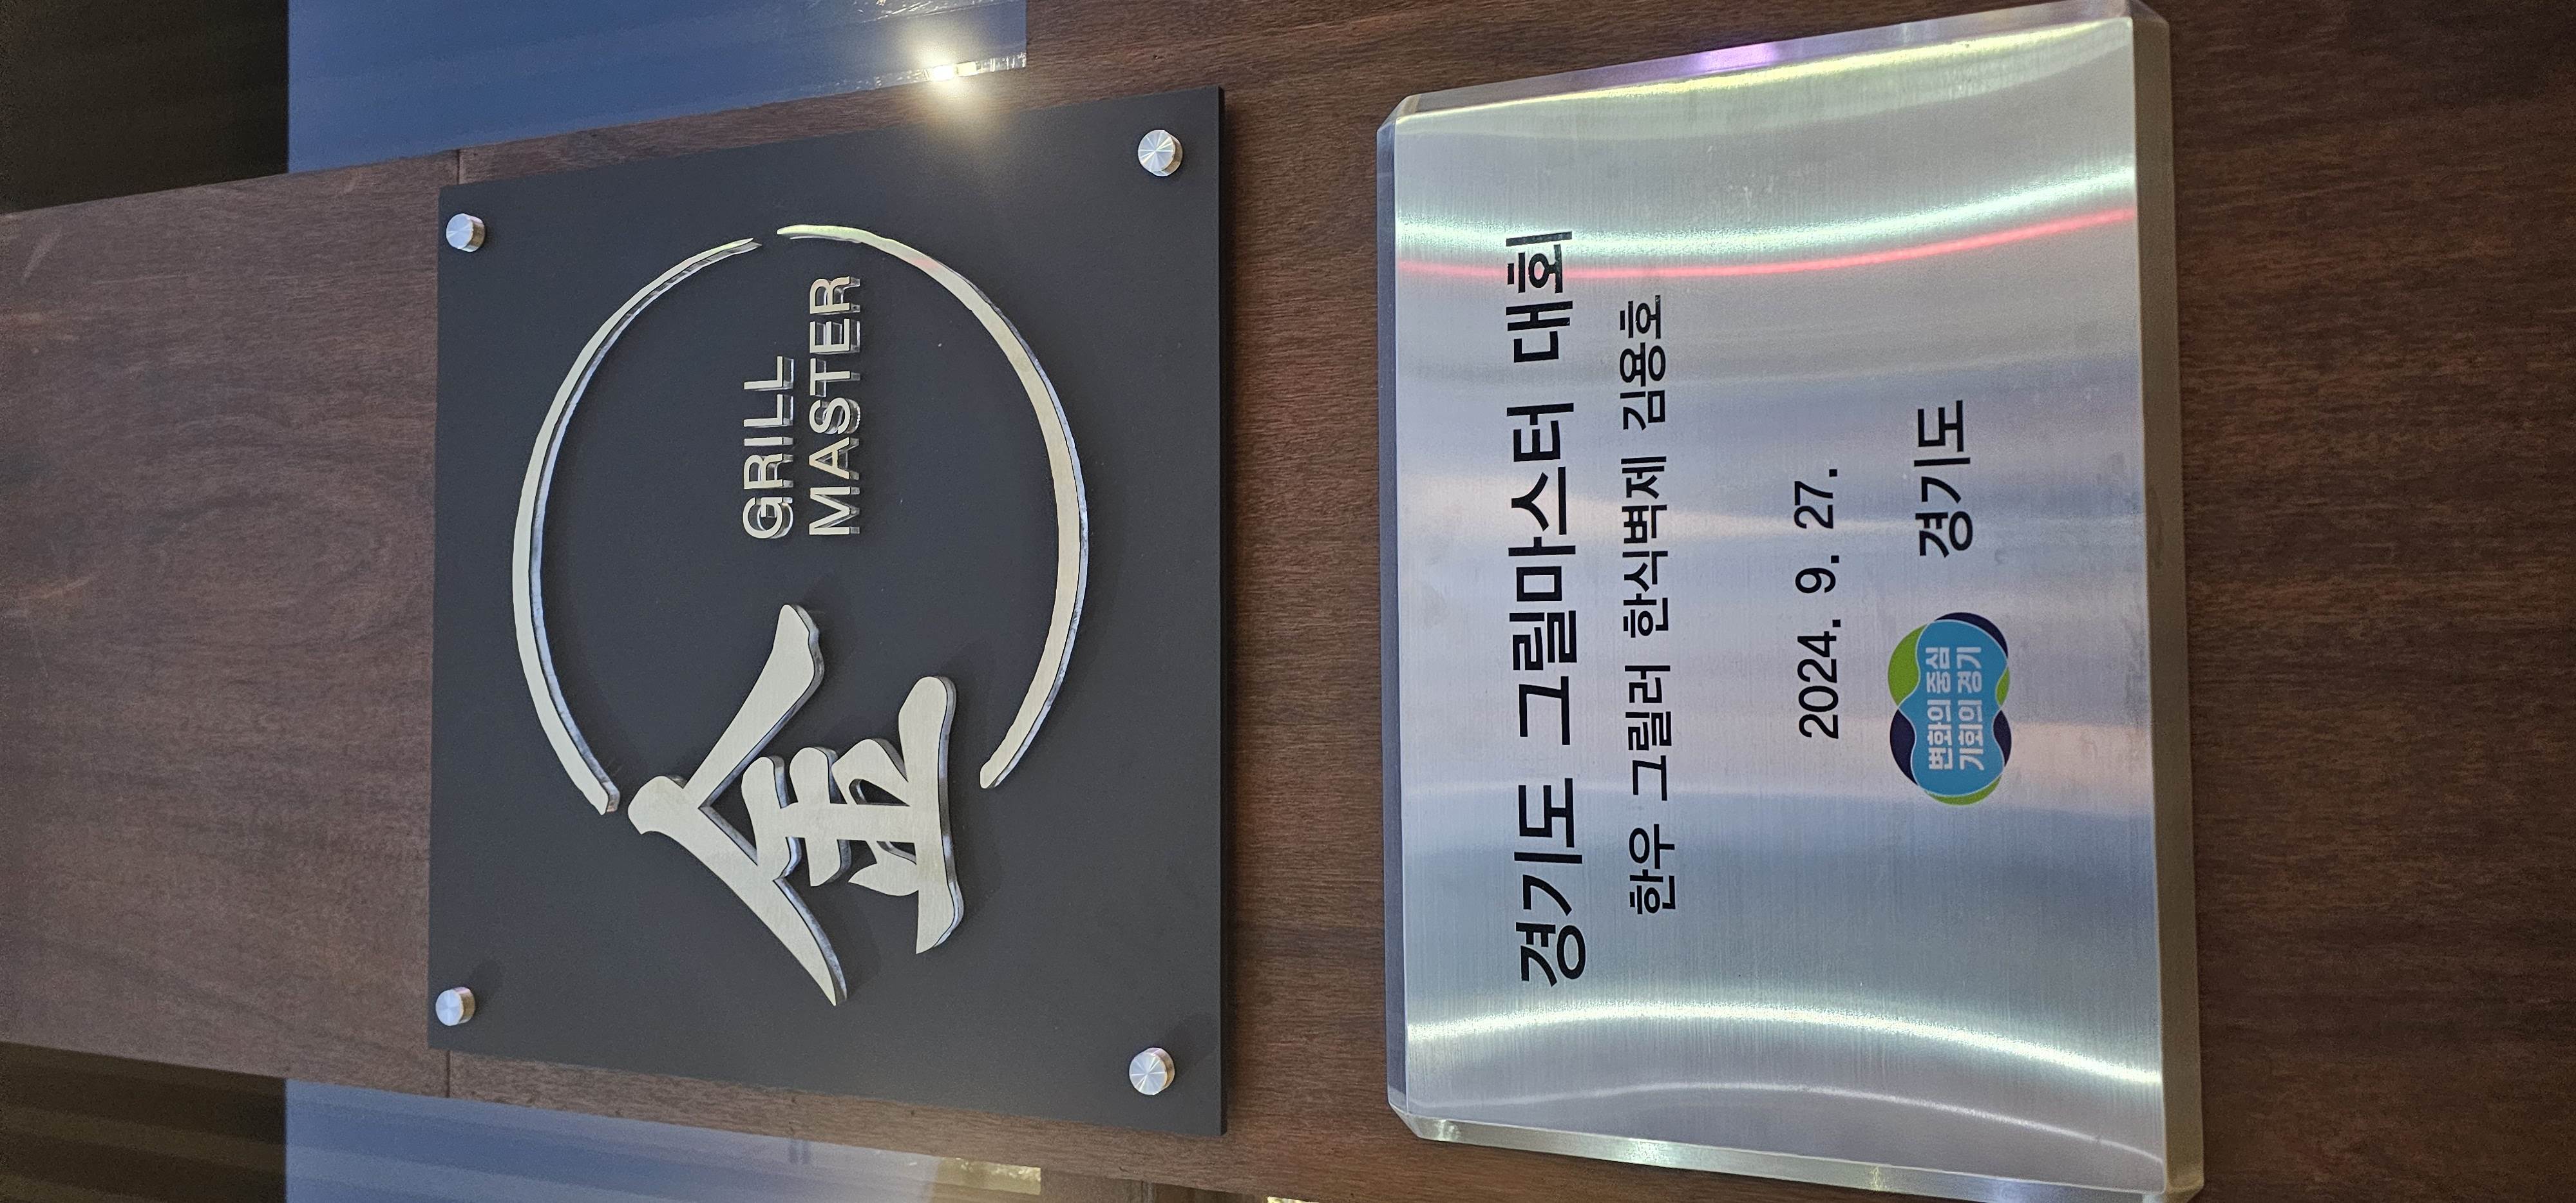 金
GRILL
MASTER
경기도 그릴마스터 대회
한우 그릴러 한식벽제 김용호
2024. 9. 27.
변화의 중심
기회의 경기
경기도